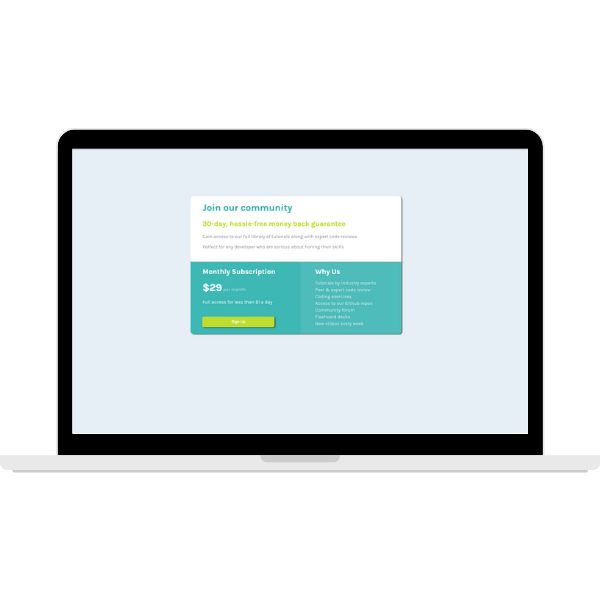 Join our community
30-day, hassle-free money back guarantee
Gain access to our full library of tutorials along with expert code reviews.
Perfect for any developer who are serious about honing their skills
Monthly Subscription
$29 per month
Full access for less than $1 a day
Sign Up
Why Us
Tutorials by industry experts
Peer & expert code review
Coding exercises
Access to our GitHub repos
Community forum
Flashcard decks
New videos every week